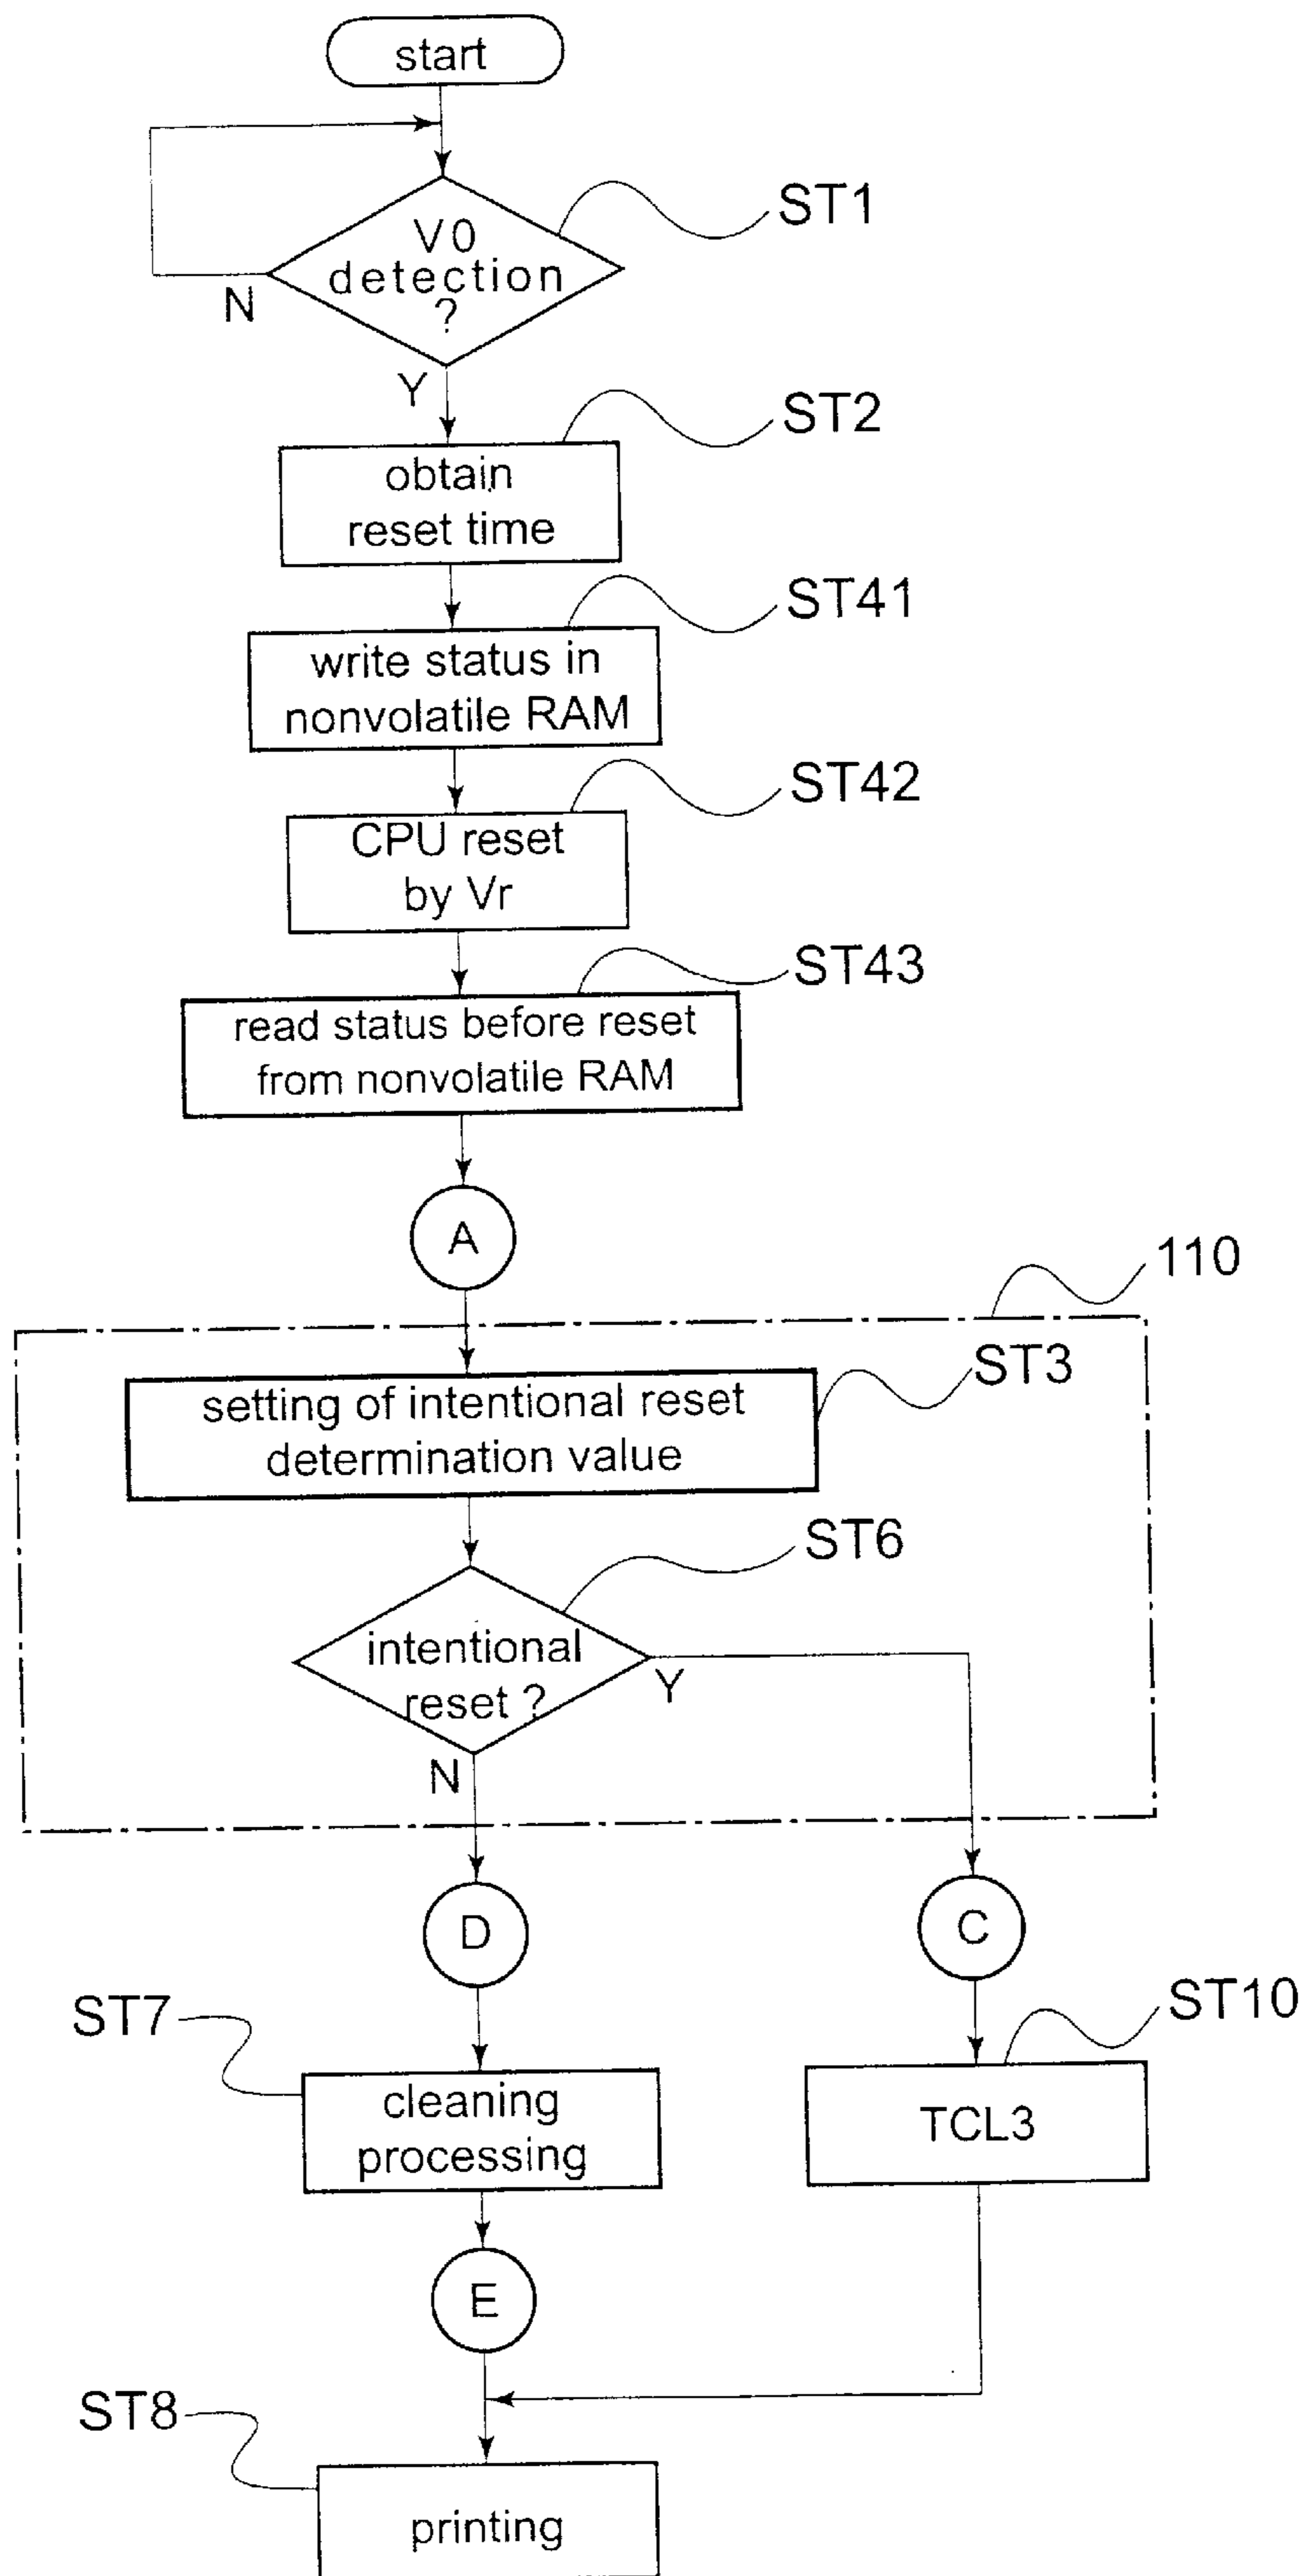 start
ST1
V0
detection
?
N
Y
ST2
obtain
reset time
ST41
write status in
nonvolatile RAM
ST42
CPU reset
by Vr
ST43
read status before reset
from nonvolatile RAM
A
110
ST3
setting of intentional reset
determination value
ST6
intentional
reset ?
Y
N
D
C
ST7
ST10
cleaning
processing
TCL3
E
ST8
printing